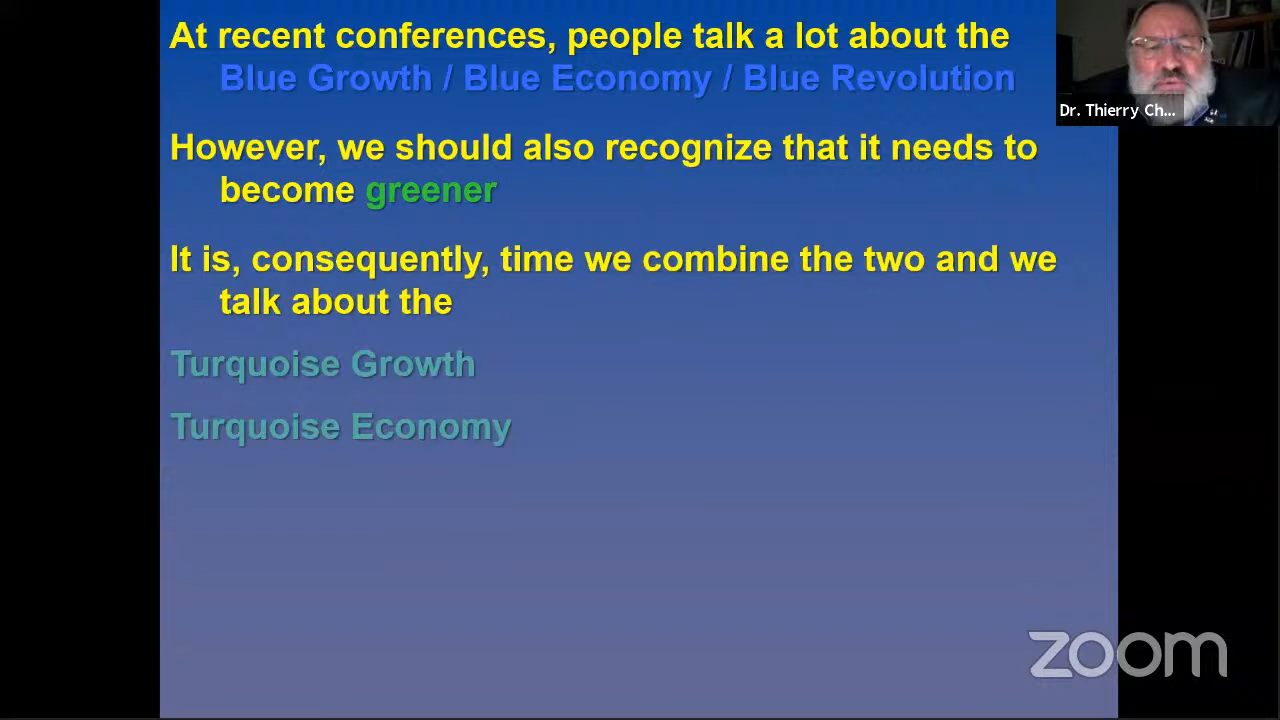 At recent conferences, people talk a lot about the
Blue Growth / Blue Economy / Blue Revolution
However, we should also recognize that it needs to
become greener
It is, consequently, time we combine the two and we
talk about the
Turquoise Growth
Turquoise Economy
Dr. Thierry Ch...
zoom